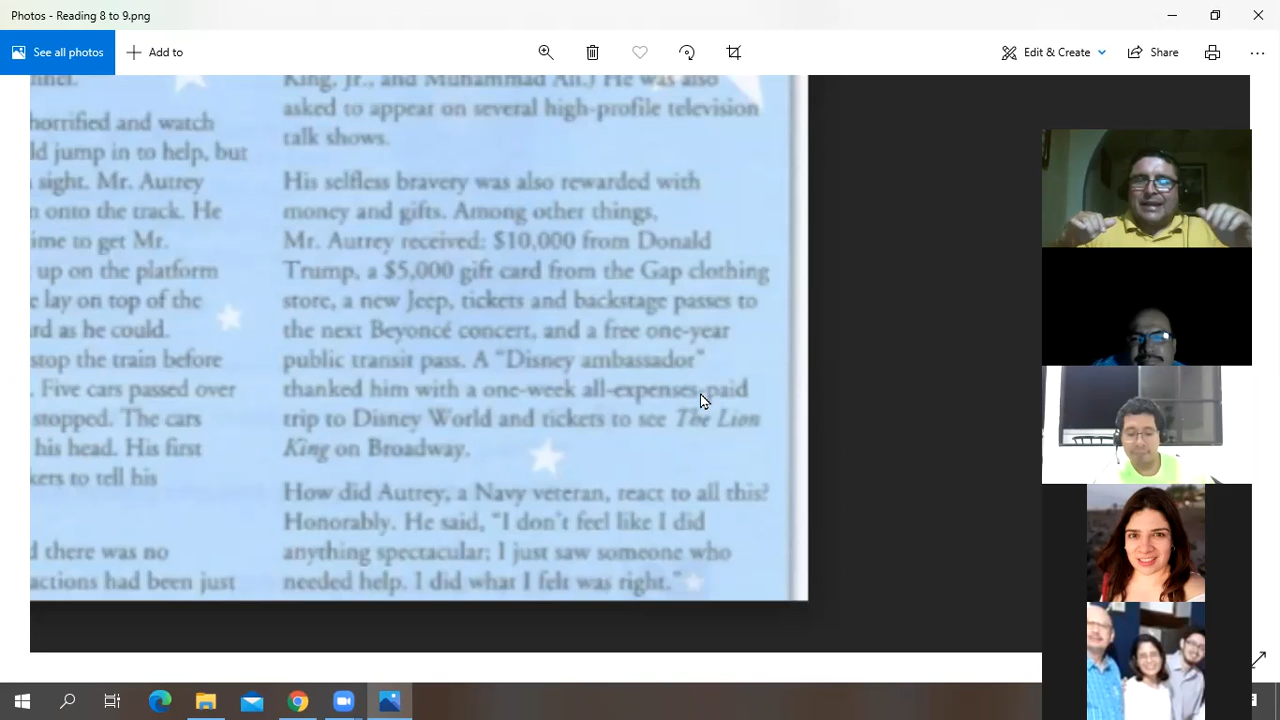 Photos - Reading 8 to 9.png
See all photos
Add to
Edit & Create
Share
horrified and watch
ld jump in to help, but
sight. Mr. Autrey
n onto the track. He
ime to get Mr.
up on the platform
e lay on top of the
rd as he could.
stop the train before
. Five cars passed over
stopped. The cars
his head. His first
kers to tell his
d there was no
actions had been just
King, Jr., and Muhammad Ali.) He was also
asked to appear on several high-profile television
talk shows.
His selfless bravery was also rewarded with
money and gifts. Among other things,
Mr. Autrey received: $10,000 from Donald
Trump, a $5,000 gift card from the Gap clothing
store, a new Jeep, tickets and backstage passes to
the next Beyoncé concert, and a free one-year
public transit pass. A "Disney ambassador"
thanked him with a one-week all-expenses-paid
trip to Disney World and tickets to see The Lion
King on Broadway.
How did Autrey, a Navy veteran, react to all this?
Honorably. He said, "I don't feel like I did
anything spectacular; I just saw someone who
needed help. I did what I felt was right."